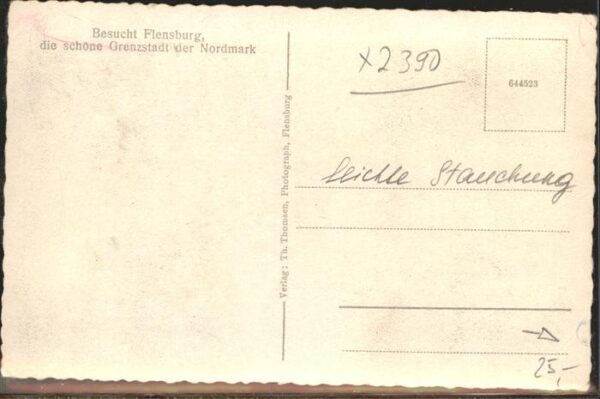 Besucht Flensburg,
die schöne Grenzstadt der Nordmark
Verlag: Th. Thomsen, Photograph, Flensburg
x2390
644523
leichte Stauchung
25,-